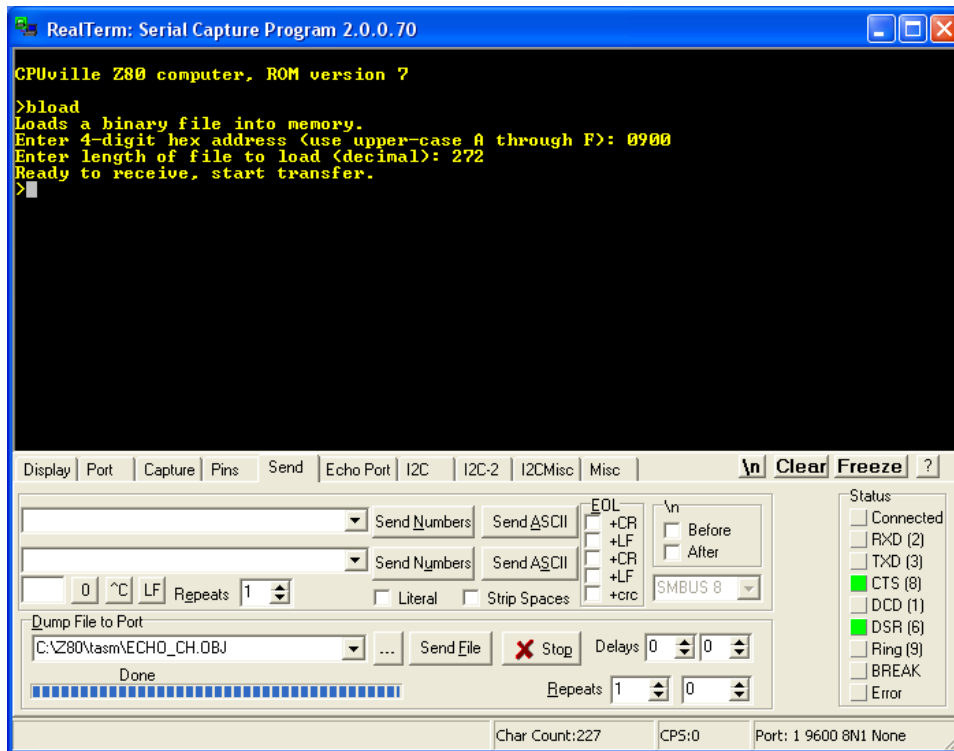 RealTerm: Serial Capture Program 2.0.0.70
CPUville Z80 computer, ROM version 7
>bload
Loads a binary file into memory.
Enter 4-digit hex address (use upper-case A through F): 0900
Enter length of file to load (decimal): 272
Ready to receive, start transfer.
>
Display Port Capture Pins Send Echo Port I2C I2C-2 I2CMisc Misc \n Clear Freeze ?
Send Numbers Send ASCII
Send Numbers Send ASCII
0 ^C LF Repeats 1
Literal Strip Spaces
EOL
+CR
+LF
+CR
+LF
+crc
\n
Before
After
SMBUS 8
Dump File to Port
C:\Z80\tasm\ECHO_CH.OBJ ... Send File Stop Delays 0 0
Done
Repeats 1 0
Status
Connected
RXD (2)
TXD (3)
CTS (8)
DCD (1)
DSR (6)
Ring (9)
BREAK
Error
Char Count:227 CPS:0 Port: 1 9600 8N1 None